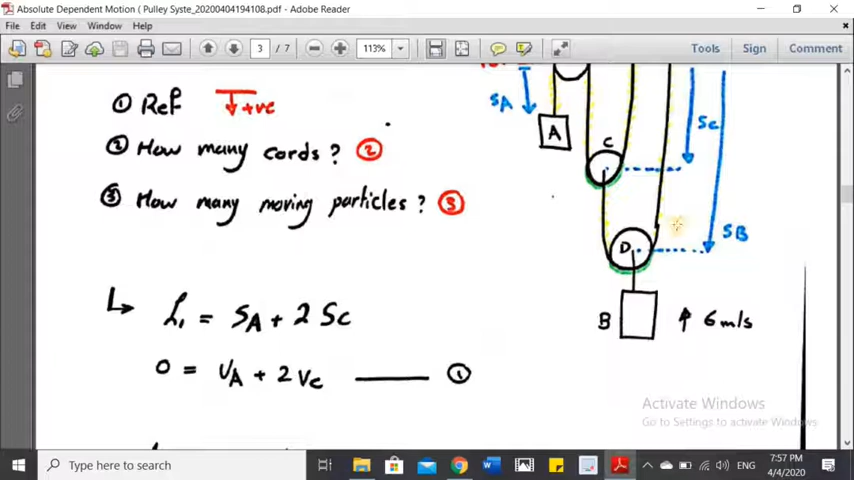 Absolute Dependent Motion ( Pulley Syste_20200404194108.pdf - Adobe Reader
File Edit View Window Help
3 / 7 113% Tools Sign Comment
① Ref +ve
② How many cords ? ②
③ How many moving particles ? ③
SA
A
C
Sc
D
SB
B
6 m/s
L₁ = SA + 2 Sc
0 = VA + 2 Vc ①
Activate Windows
Go to Settings to activate Windows.
Type here to search
ENG
7:57 PM
4/4/2020